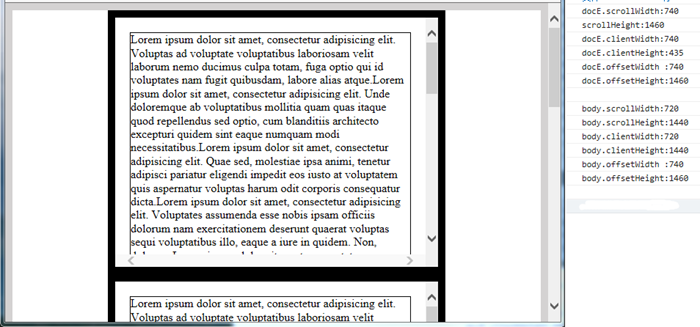 Lorem ipsum dolor sit amet, consectetur adipisicing elit.
Voluptas ad voluptate voluptatibus laboriosam velit
laborum nemo ducimus culpa totam, fuga optio qui id
voluptates nam fugit quibusdam, labore alias atque.Lorem
ipsum dolor sit amet, consectetur adipisicing elit. Unde
doloremque ab voluptatibus mollitia quam quas itaque
quod repellendus sed optio, cum blanditiis architecto
excepturi quidem sint eaque numquam modi
necessitatibus.Lorem ipsum dolor sit amet, consectetur
adipisicing elit. Quae sed, molestiae ipsa animi, tenetur
adipisci pariatur eligendi impedit eos iusto at voluptatem
quis aspernatur voluptas harum odit corporis consequatur
dicta.Lorem ipsum dolor sit amet, consectetur adipisicing
elit. Voluptates assumenda esse nobis ipsam officiis
dolorum nam exercitationem deserunt quaerat voluptas
sequi voluptatibus illo, eaque a iure in quidem. Non,
Lorem ipsum dolor sit amet, consectetur adipisicing elit.
Voluptas ad voluptate voluptatibus laboriosam velit
docE.scrollWidth:740
scrollHeight:1460
docE.clientWidth:740
docE.clientHeight:435
docE.offsetWidth :740
docE.offsetHeight:1460
body.scrollWidth:720
body.scrollHeight:1440
body.clientWidth:720
body.clientHeight:1440
body.offsetWidth :740
body.offsetHeight:1460